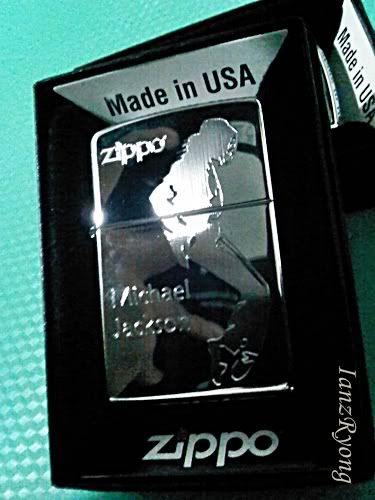 Made in USA
Made in USA
zippo
Michael
Jackson
zippo
IanzRyong